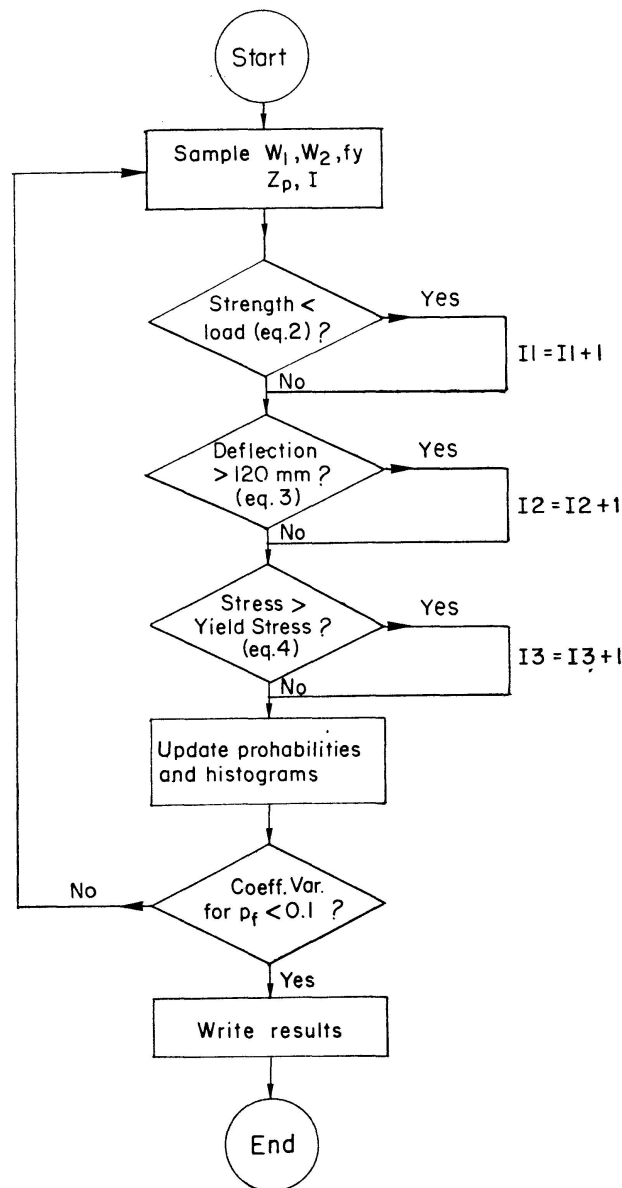 Start
Sample W1, W2, fy
Zp, I
Strength <
load (eq.2) ?
Yes
I1 = I1 + 1
No
Deflection
> 120 mm ?
(eq. 3)
Yes
I2 = I2 + 1
No
Stress >
Yield Stress ?
(eq.4)
Yes
I3 = I3 + 1
No
Update prohabilities
and histograms
Coeff. Var.
for pf < 0.1 ?
No
Yes
Write results
End